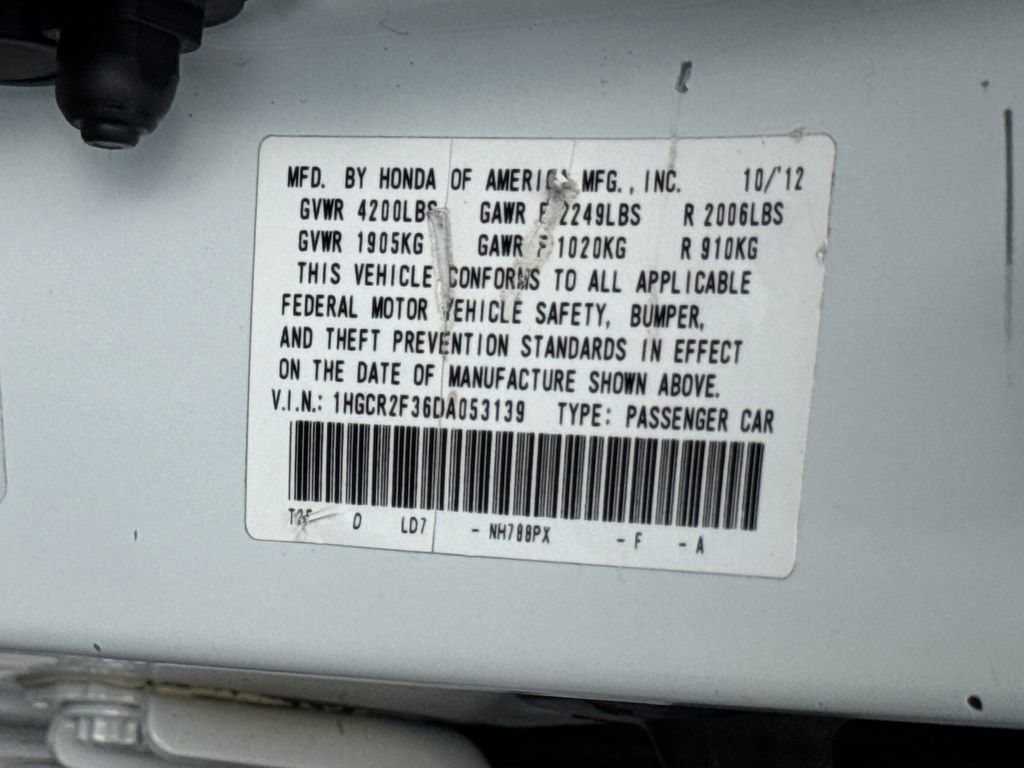 MFD. BY HONDA OF AMERICA MFG., INC. 10/'12
GVWR 4200LBS GAWR F 2249LBS R 2006LBS
GVWR 1905KG GAWR F 1020KG R 910KG
THIS VEHICLE CONFORMS TO ALL APPLICABLE
FEDERAL MOTOR VEHICLE SAFETY, BUMPER,
AND THEFT PREVENTION STANDARDS IN EFFECT
ON THE DATE OF MANUFACTURE SHOWN ABOVE.
V.I.N.: 1HGCR2F36DA053139 TYPE: PASSENGER CAR
D LD7 - NH788PX - F - A